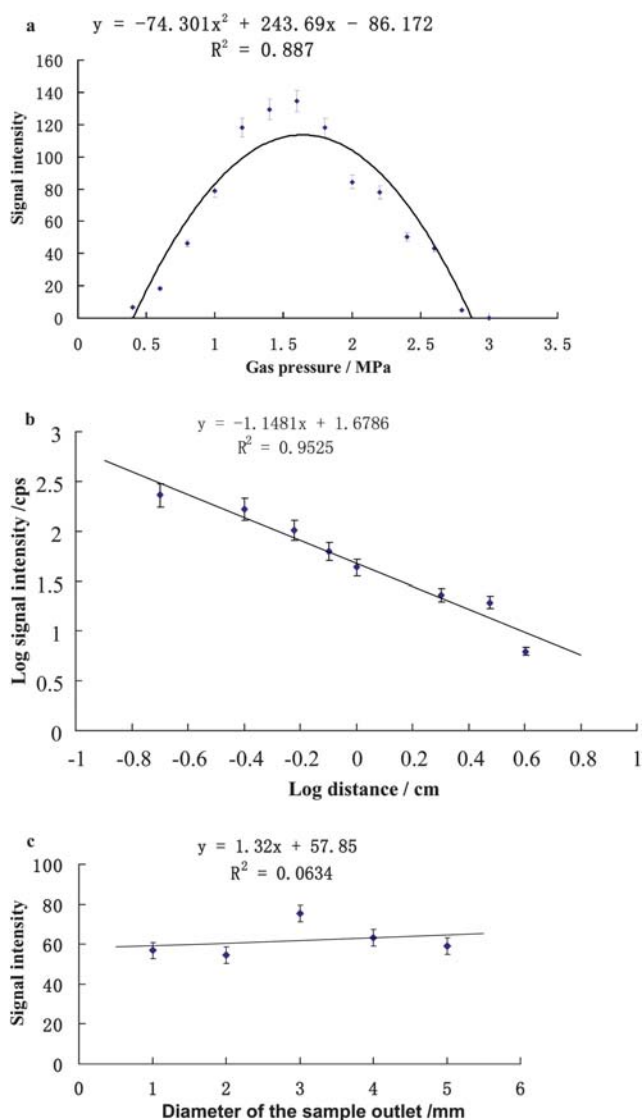 a
y = -74.301x² + 243.69x - 86.172
R² = 0.887
160
140
120
100
80
60
40
20
0
Signal intensity
0 0.5 1 1.5 2 2.5 3 3.5
Gas pressure / MPa
b
y = -1.1481x + 1.6786
R² = 0.9525
3
2.5
2
1.5
1
0.5
0
Log signal intensity /cps
-1 -0.8 -0.6 -0.4 -0.2 0 0.2 0.4 0.6 0.8 1
Log distance / cm
c
y = 1.32x + 57.85
R² = 0.0634
100
80
60
40
20
0
Signal intensity
0 1 2 3 4 5 6
Diameter of the sample outlet /mm